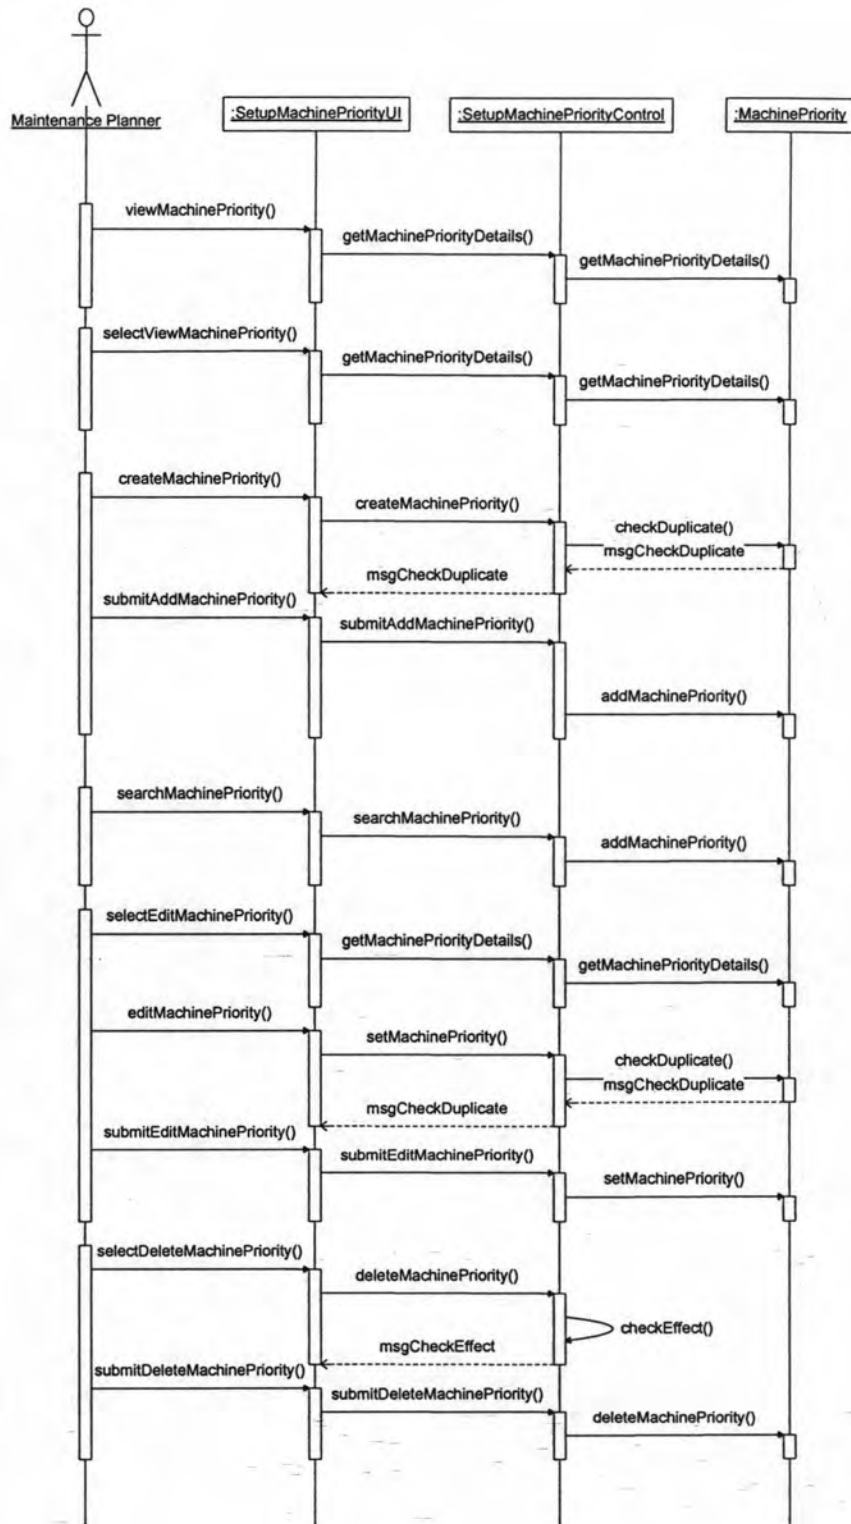 Maintenance Planner
:SetupMachinePriorityUI
:SetupMachinePriorityControl
:MachinePriority
viewMachinePriority()
getMachinePriorityDetails()
getMachinePriorityDetails()
selectViewMachinePriority()
getMachinePriorityDetails()
getMachinePriorityDetails()
createMachinePriority()
createMachinePriority()
checkDuplicate()
msgCheckDuplicate
msgCheckDuplicate
submitAddMachinePriority()
submitAddMachinePriority()
addMachinePriority()
searchMachinePriority()
searchMachinePriority()
addMachinePriority()
selectEditMachinePriority()
getMachinePriorityDetails()
getMachinePriorityDetails()
editMachinePriority()
setMachinePriority()
checkDuplicate()
msgCheckDuplicate
msgCheckDuplicate
submitEditMachinePriority()
submitEditMachinePriority()
setMachinePriority()
selectDeleteMachinePriority()
deleteMachinePriority()
checkEffect()
msgCheckEffect
submitDeleteMachinePriority()
submitDeleteMachinePriority()
deleteMachinePriority()